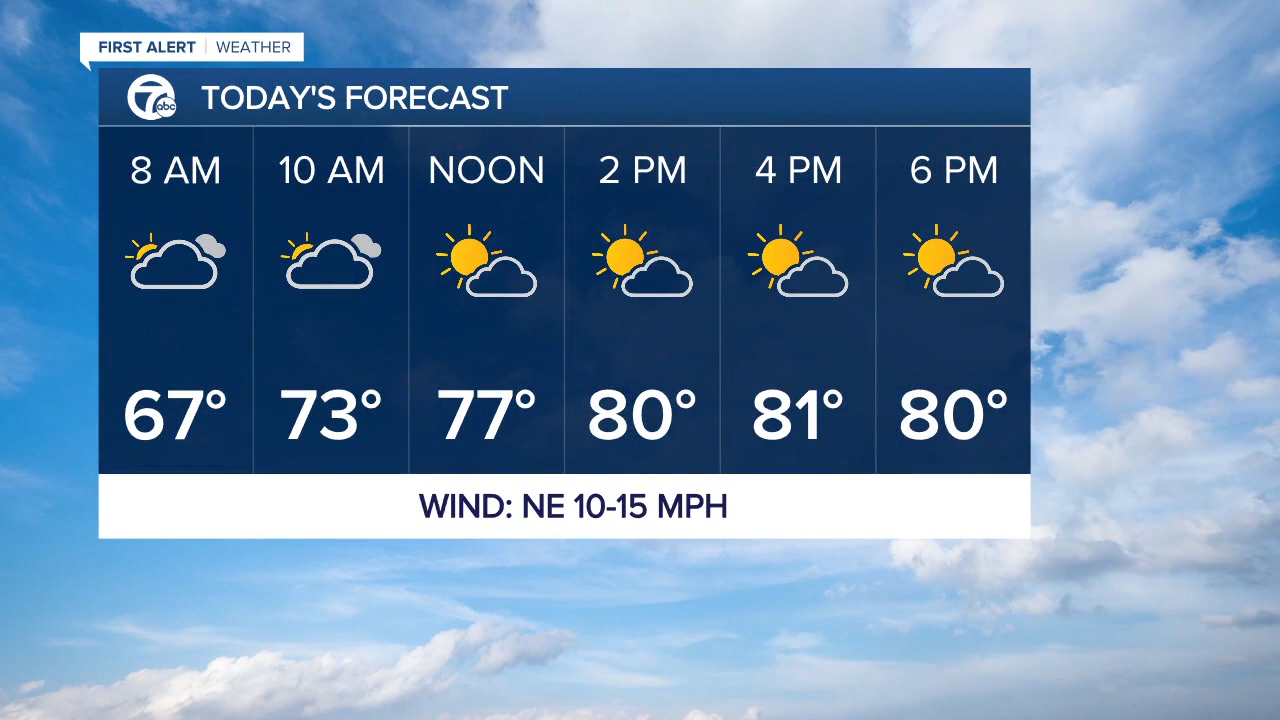 FIRST ALERT | WEATHER
7 abc TODAY'S FORECAST
8 AM 10 AM NOON 2 PM 4 PM 6 PM
67° 73° 77° 80° 81° 80°
WIND: NE 10-15 MPH